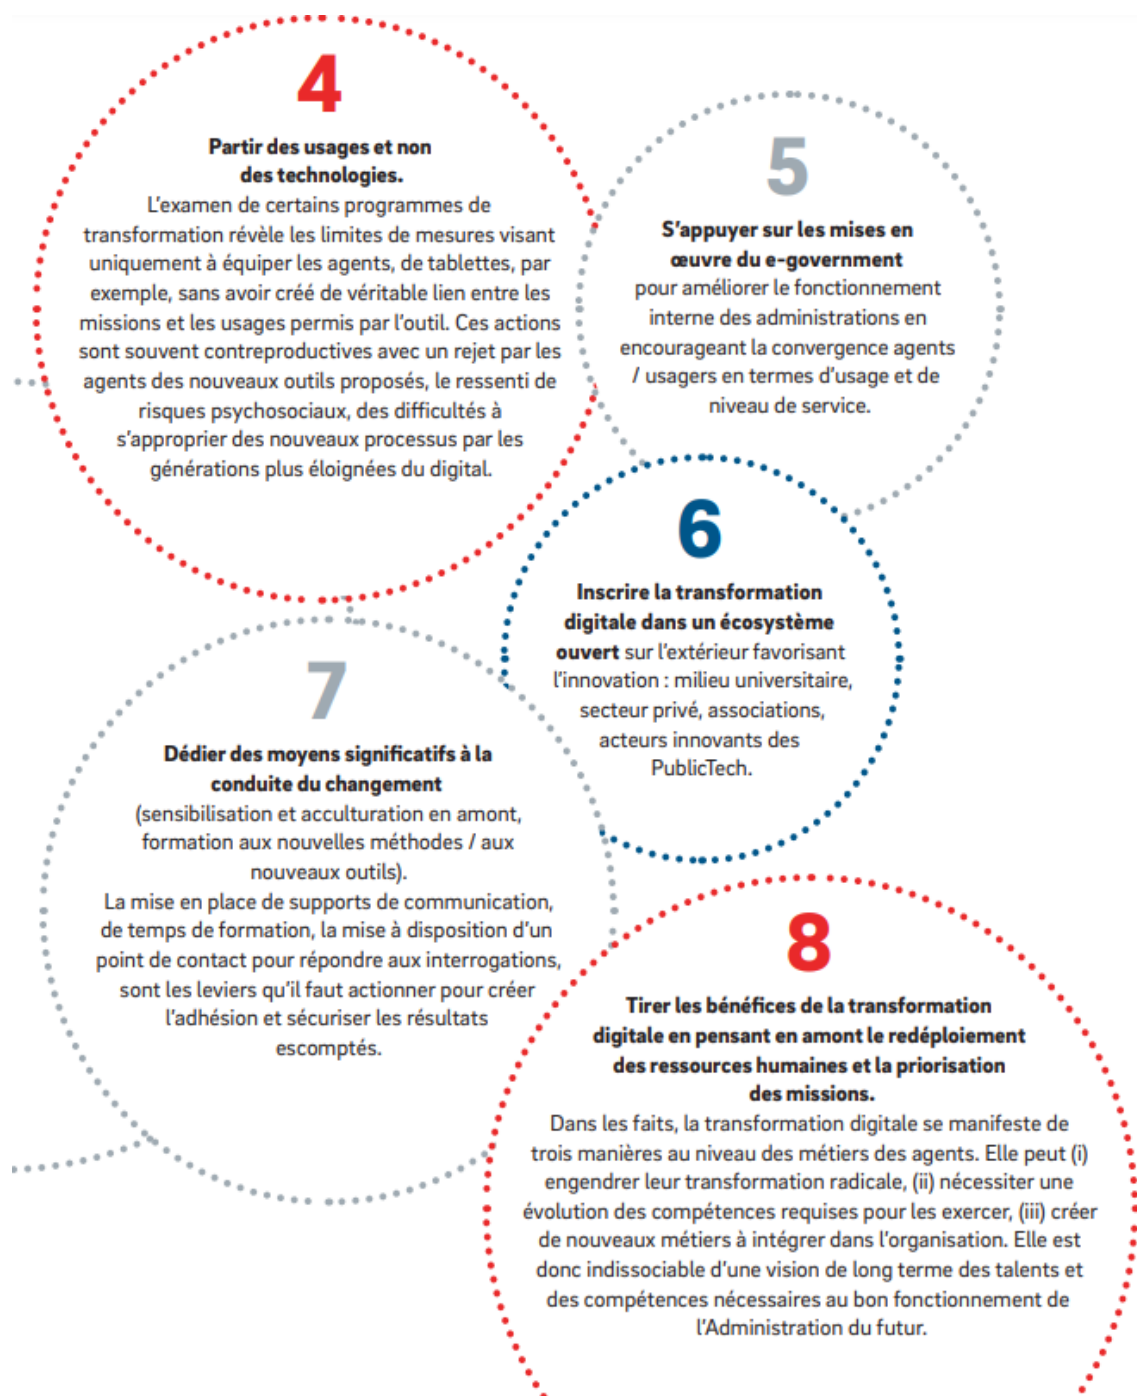 4
Partir des usages et non
des technologies.
L’examen de certains programmes de
transformation révèle les limites de mesures visant
uniquement à équiper les agents, de tablettes, par
exemple, sans avoir créé de véritable lien entre les
missions et les usages permis par l’outil. Ces actions
sont souvent contreproductives avec un rejet par les
agents des nouveaux outils proposés, le ressenti de
risques psychosociaux, des difficultés à
s’approprier des nouveaux processus par les
générations plus éloignées du digital.
5
S’appuyer sur les mises en
œuvre du e-government
pour améliorer le fonctionnement
interne des administrations en
encourageant la convergence agents
/ usagers en termes d’usage et de
niveau de service.
6
Inscrire la transformation
digitale dans un écosystème
ouvert sur l’extérieur favorisant
l’innovation : milieu universitaire,
secteur privé, associations,
acteurs innovants des
PublicTech.
7
Dédier des moyens significatifs à la
conduite du changement
(sensibilisation et acculturation en amont,
formation aux nouvelles méthodes / aux
nouveaux outils).
La mise en place de supports de communication,
de temps de formation, la mise à disposition d’un
point de contact pour répondre aux interrogations,
sont les leviers qu’il faut actionner pour créer
l’adhésion et sécuriser les résultats
escomptés.
8
Tirer les bénéfices de la transformation
digitale en pensant en amont le redéploiement
des ressources humaines et la priorisation
des missions.
Dans les faits, la transformation digitale se manifeste de
trois manières au niveau des métiers des agents. Elle peut (i)
engendrer leur transformation radicale, (ii) nécessiter une
évolution des compétences requises pour les exercer, (iii) créer
de nouveaux métiers à intégrer dans l’organisation. Elle est
donc indissociable d’une vision de long terme des talents et
des compétences nécessaires au bon fonctionnement de
l’Administration du futur.